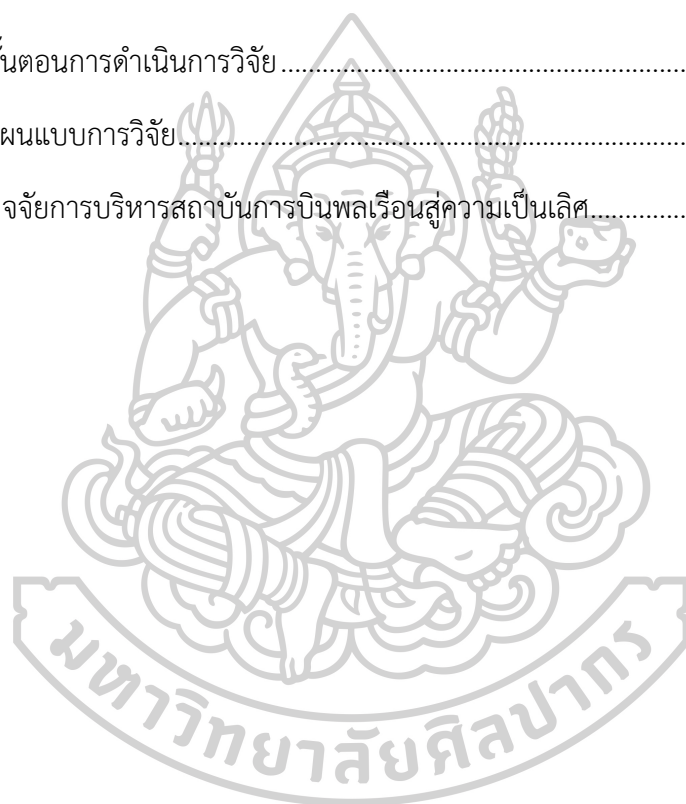 ั้นตอนการดำเนินการวิจัย
ผนแบบการวิจัย
จจัยการบริหารสถาบันการบินพลเรือนสู่ความเป็นเลิศ
มหาวิทยาลัยศิลปากร